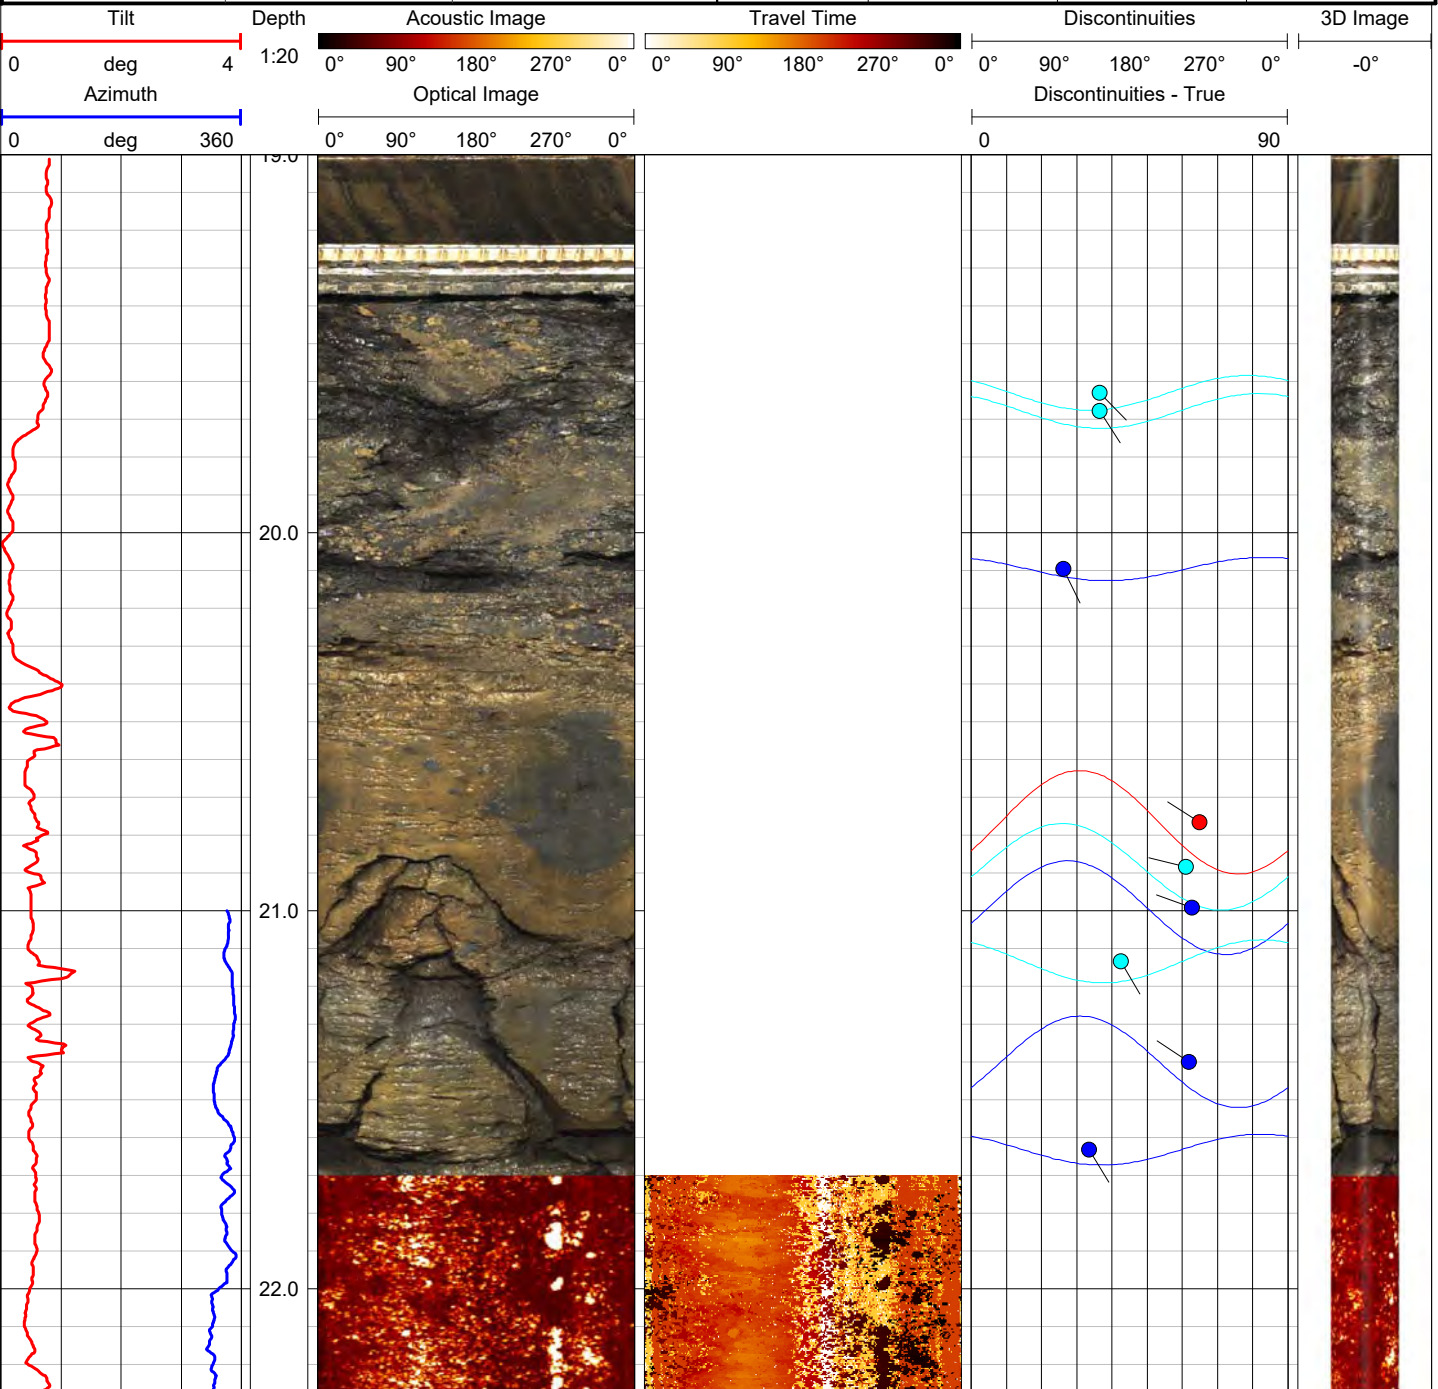 Tilt Depth Acoustic Image Travel Time Discontinuities 3D Image
0 deg 4 1:20 0° 90° 180° 270° 0° 0° 90° 180° 270° 0° 0° 90° 180° 270° 0° -0°
Azimuth Optical Image Discontinuities - True
0 deg 360 0° 90° 180° 270° 0° 0 90
19.0
20.0
21.0
22.0